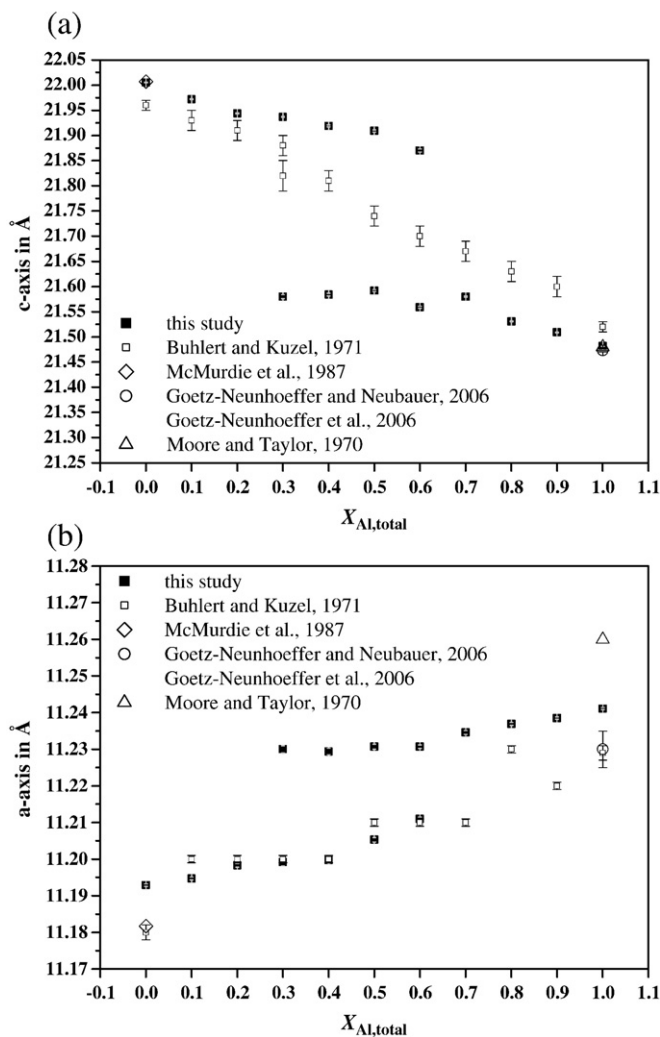 (a)
22.05
22.00
21.95
21.90
21.85
21.80
21.75
21.70
21.65
21.60
21.55
21.50
21.45
21.40
21.35
21.30
21.25
c-axis in Å
this study
Buhlert and Kuzel, 1971
McMurdie et al., 1987
Goetz-Neunhoeffer and Neubauer, 2006
Goetz-Neunhoeffer et al., 2006
Moore and Taylor, 1970
-0.1 0.0 0.1 0.2 0.3 0.4 0.5 0.6 0.7 0.8 0.9 1.0 1.1
X Al,total
(b)
11.28
11.27
11.26
11.25
11.24
11.23
11.22
11.21
11.20
11.19
11.18
11.17
a-axis in Å
this study
Buhlert and Kuzel, 1971
McMurdie et al., 1987
Goetz-Neunhoeffer and Neubauer, 2006
Goetz-Neunhoeffer et al., 2006
Moore and Taylor, 1970
-0.1 0.0 0.1 0.2 0.3 0.4 0.5 0.6 0.7 0.8 0.9 1.0 1.1
X Al,total